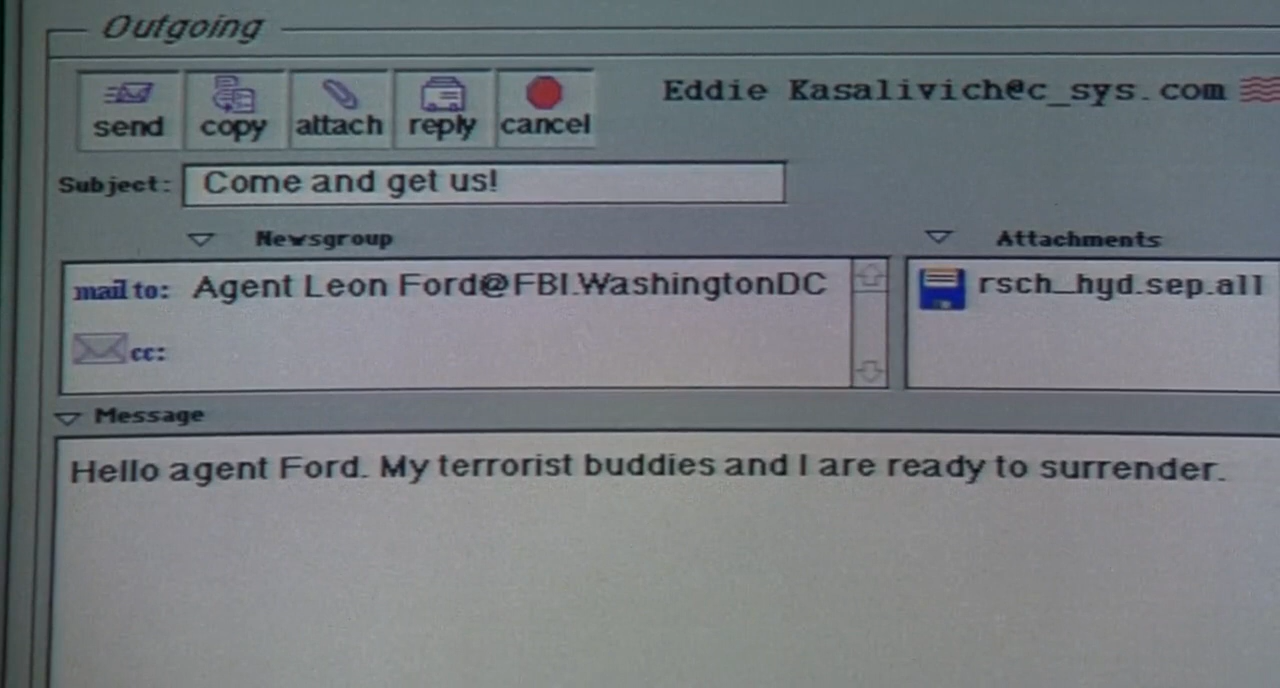 Outgoing
send copy attach reply cancel
Eddie Kasalivich@c_sys.com
Subject: Come and get us!
Newsgroup
Attachments
mail to: Agent Leon Ford@FBI.WashingtonDC
rsch_hyd.sep.all
cc:
Message
Hello agent Ford. My terrorist buddies and I are ready to surrender.